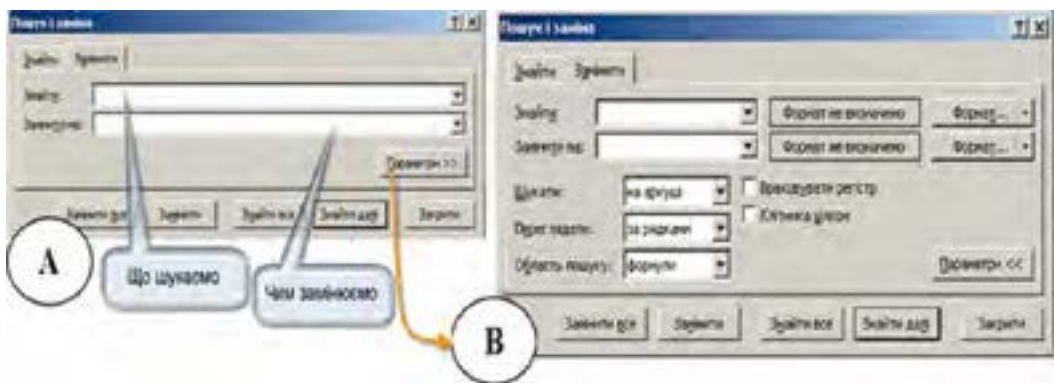 Пошук і заміна
Знайти Замінити
Знайти:
Замінити на:
Параметри >>
Замінити все Замінити Знайти все Знайти далі Закрити
А
Що шукаємо
Чим замінюємо
Пошук і заміна
Знайти Замінити
Знайти: Формат не визначено Формат...
Замінити на: Формат не визначено Формат...
Шукати: на аркуші Враховувати регістр
Переглядати: за рядками Клітинка цілком
Область пошуку: формули
Параметри <<
Замінити все Замінити Знайти все Знайти далі Закрити
В